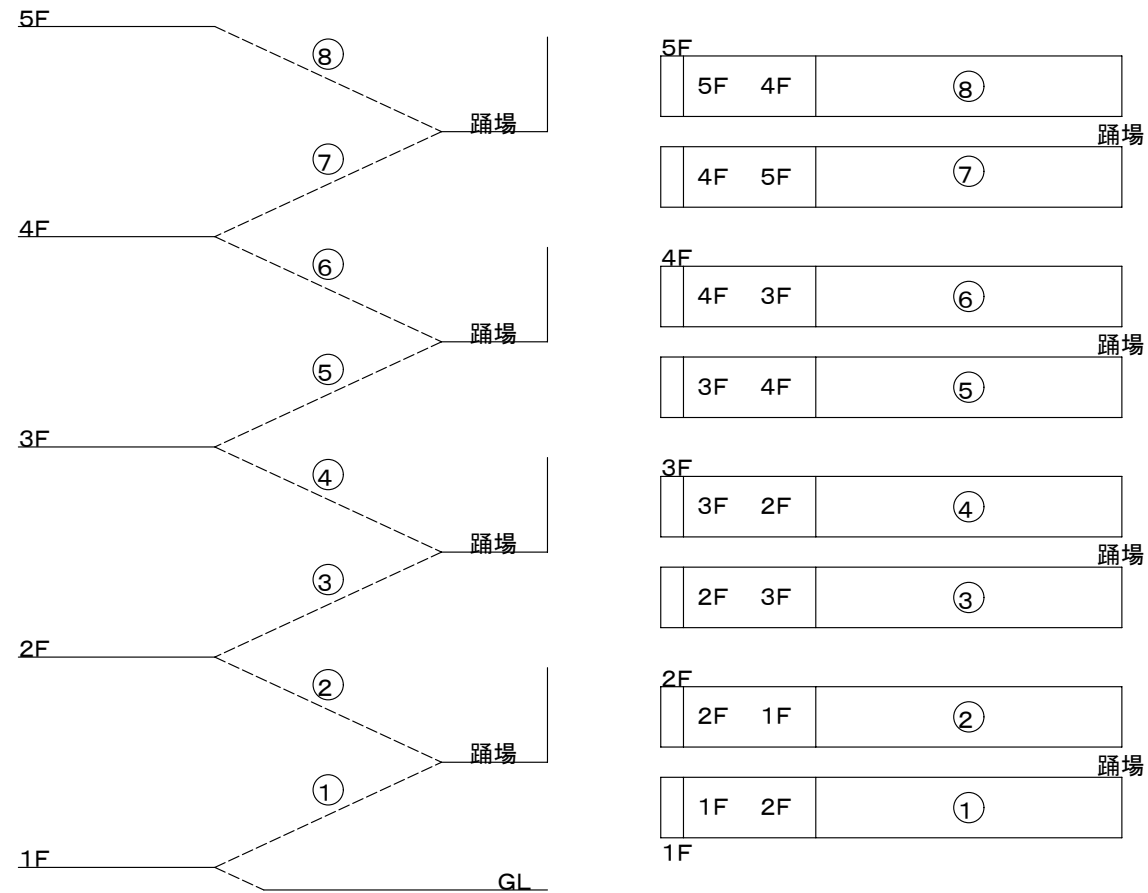 5F
⑧
踊場
⑦
4F
⑥
踊場
⑤
3F
④
踊場
③
2F
②
踊場
①
1F
GL
5F
5F 4F ⑧
踊場
4F 5F ⑦
4F
4F 3F ⑥
踊場
3F 4F ⑤
3F
3F 2F ④
踊場
2F 3F ③
2F
2F 1F ②
踊場
1F 2F ①
1F